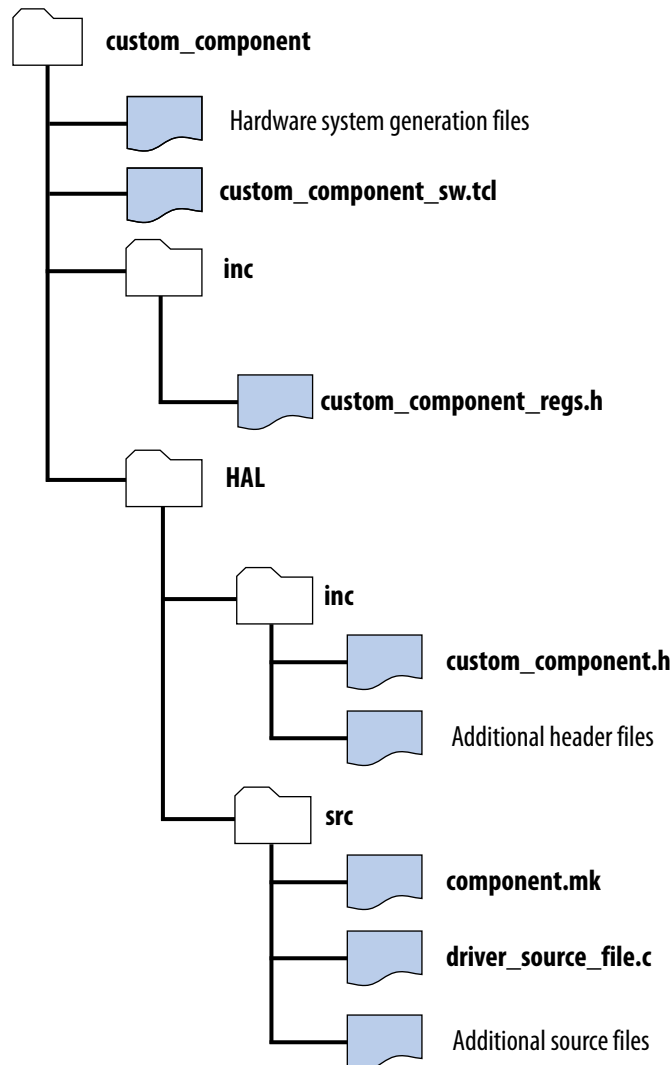 custom_component
Hardware system generation files
custom_component_sw.tcl
inc
custom_component_regs.h
HAL
inc
custom_component.h
Additional header files
src
component.mk
driver_source_file.c
Additional source files